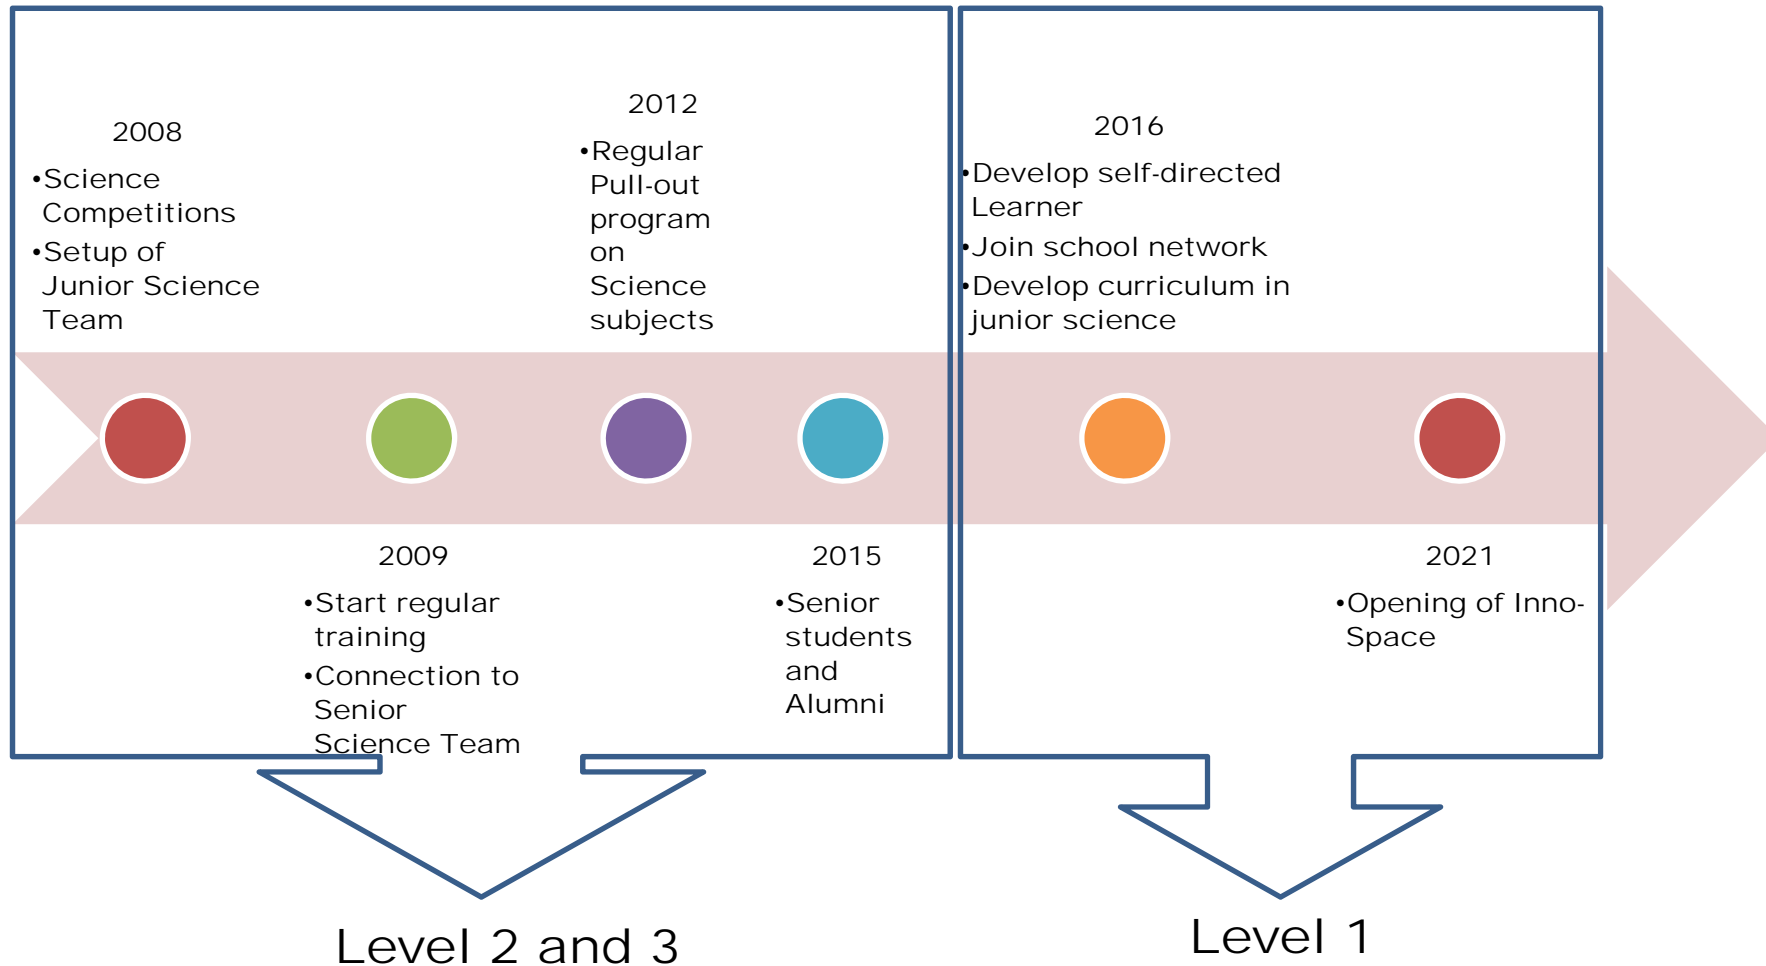 2008
•Science
Competitions
•Setup of
Junior Science
Team
2012
•Regular
Pull-out
program
on
Science
subjects
2016
•Develop self-directed
Learner
•Join school network
•Develop curriculum in
junior science
2009
•Start regular
training
•Connection to
Senior
Science Team
2015
•Senior
students
and
Alumni
2021
•Opening of Inno-
Space
Level 2 and 3
Level 1